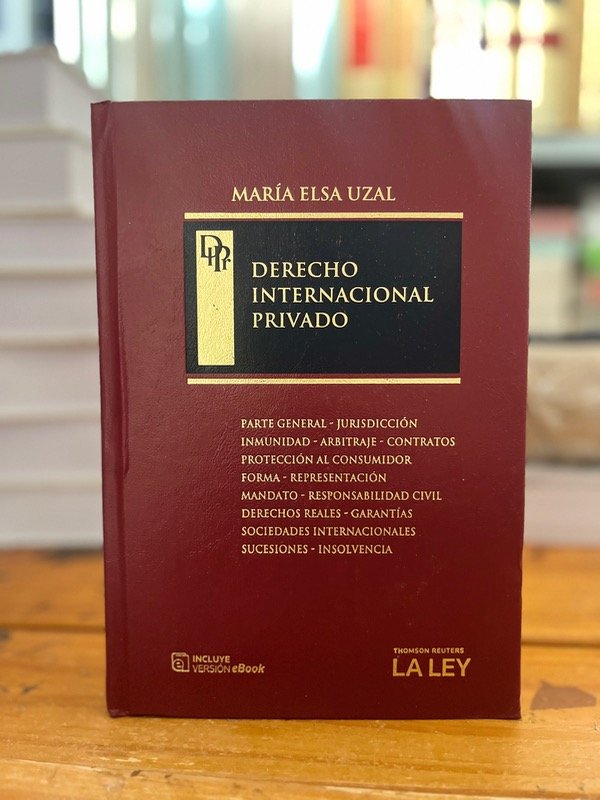 MARÍA ELSA UZAL
DIPr
DERECHO
INTERNACIONAL
PRIVADO
PARTE GENERAL - JURISDICCIÓN
INMUNIDAD - ARBITRAJE - CONTRATOS
PROTECCIÓN AL CONSUMIDOR
FORMA - REPRESENTACIÓN
MANDATO - RESPONSABILIDAD CIVIL
DERECHOS REALES - GARANTÍAS
SOCIEDADES INTERNACIONALES
SUCESIONES - INSOLVENCIA
INCLUYE
VERSIÓN eBook
THOMSON REUTERS
LA LEY